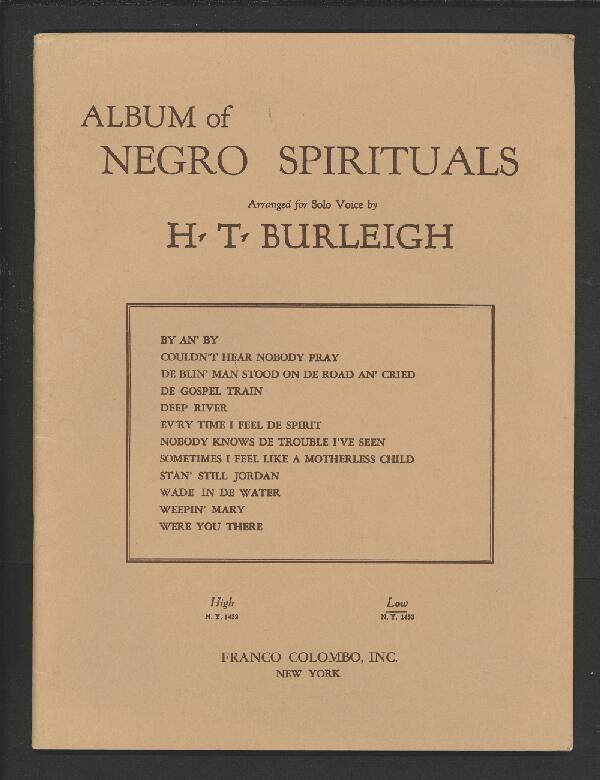 ALBUM of
NEGRO SPIRITUALS
Arranged for Solo Voice by
H. T. BURLEIGH
BY AN' BY
COULDN'T HEAR NOBODY PRAY
DE BLIN' MAN STOOD ON DE ROAD AN' CRIED
DE GOSPEL TRAIN
DEEP RIVER
EV'RY TIME I FEEL DE SPIRIT
NOBODY KNOWS DE TROUBLE I'VE SEEN
SOMETIMES I FEEL LIKE A MOTHERLESS CHILD
STAN' STILL JORDAN
WADE IN DE WATER
WEEPIN' MARY
WERE YOU THERE
High Low
N. Y. N. Y.
FRANCO COLOMBO, INC.
NEW YORK